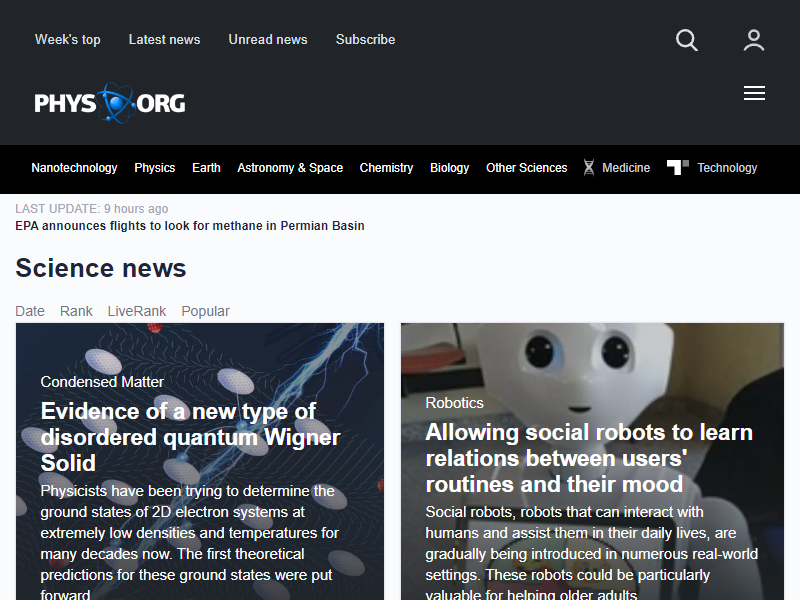 Week's top Latest news Unread news Subscribe
PHYS ORG
Nanotechnology Physics Earth Astronomy & Space Chemistry Biology Other Sciences Medicine Technology
LAST UPDATE: 9 hours ago
EPA announces flights to look for methane in Permian Basin
Science news
Date Rank LiveRank Popular
Condensed Matter
Evidence of a new type of
disordered quantum Wigner
Solid
Physicists have been trying to determine the
ground states of 2D electron systems at
extremely low densities and temperatures for
many decades now. The first theoretical
predictions for these ground states were put
forward
Robotics
Allowing social robots to learn
relations between users'
routines and their mood
Social robots, robots that can interact with
humans and assist them in their daily lives, are
gradually being introduced in numerous real-world
settings. These robots could be particularly
valuable for helping older adults